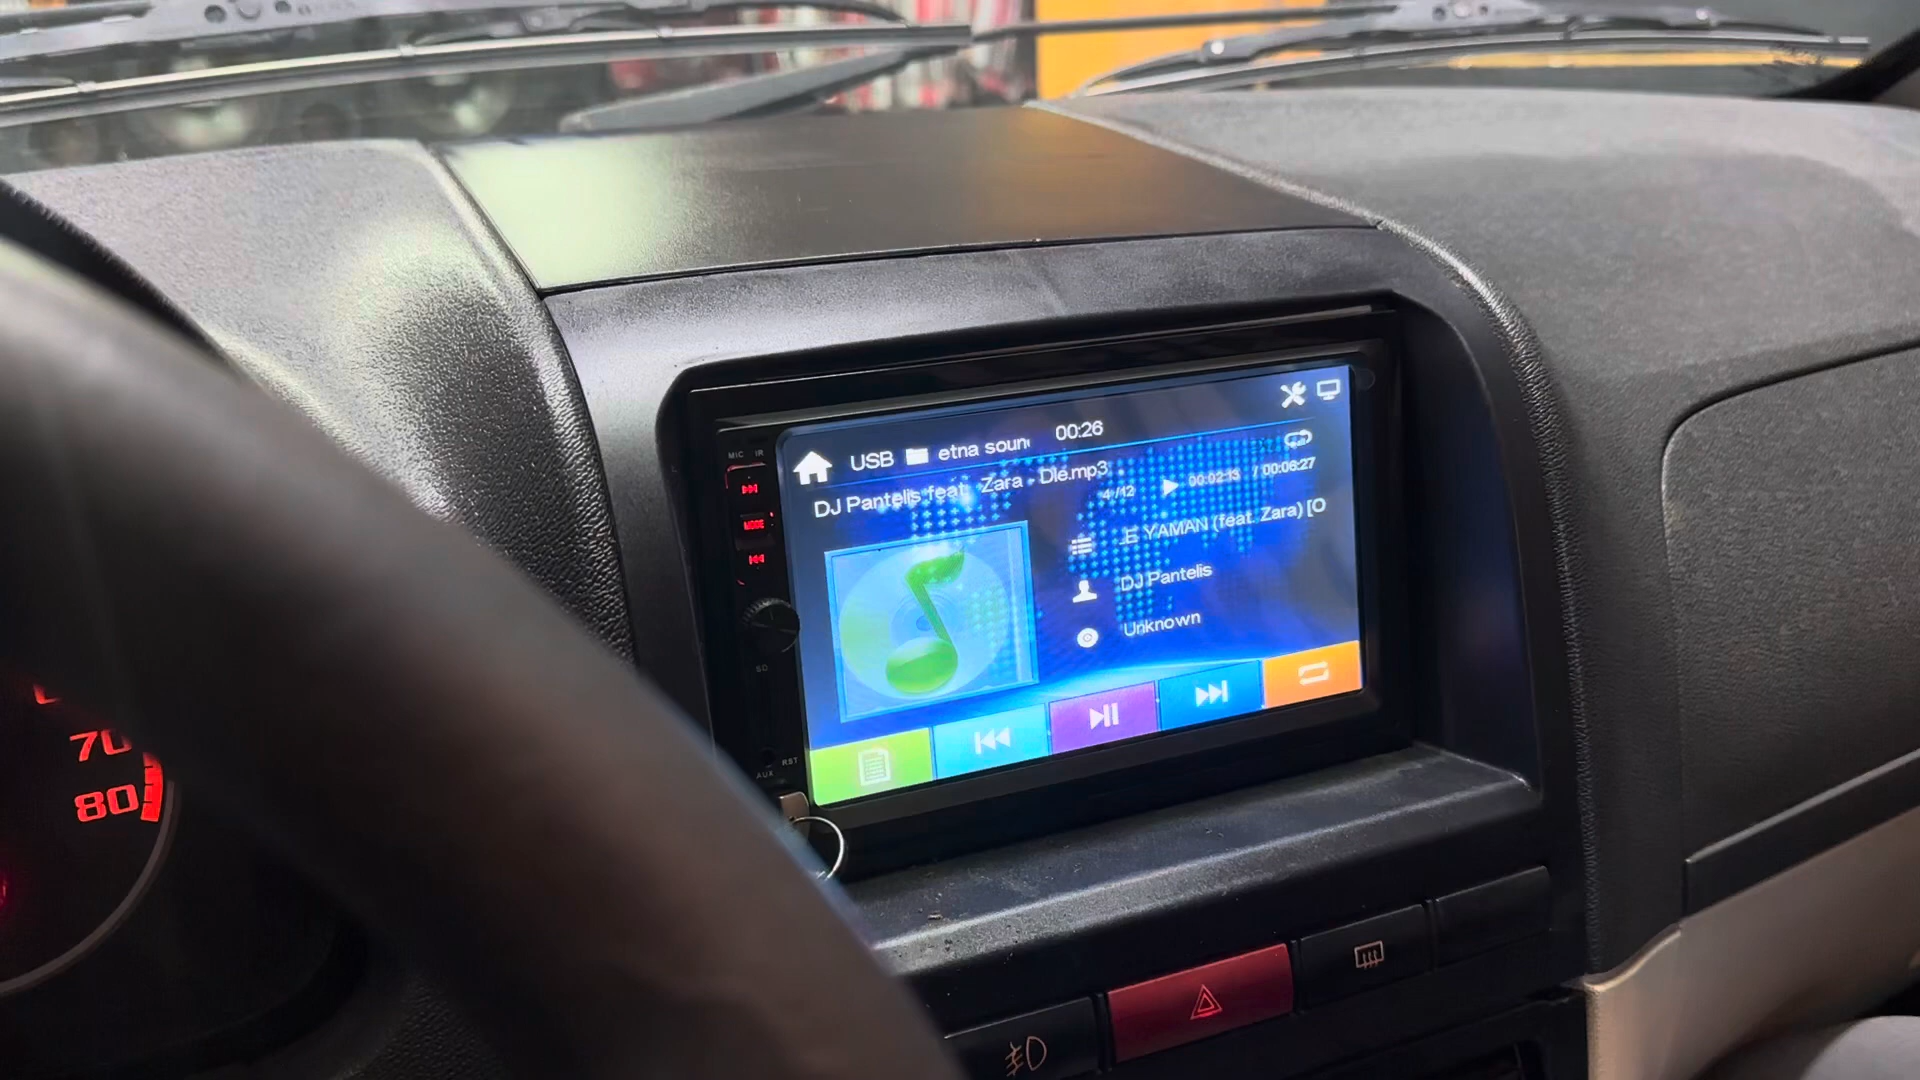 MIC IR
MODE
SD
RST
AUX
USB etna soun 00:26
DJ Pantelis feat. Zara - Dle.mp3
4 /12 00:02:13 / 00:06:27
LE YAMAN (feat. Zara) [O
DJ Pantelis
Unknown
70
80